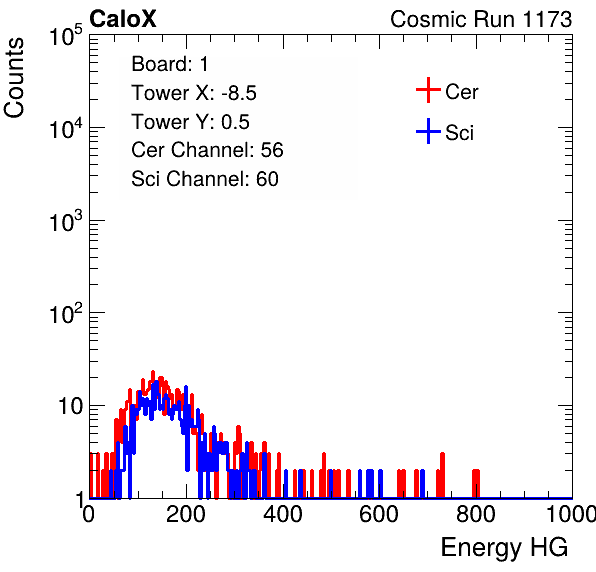 CaloX Cosmic Run 1173
Counts
10^5
10^4
10^3
10^2
10
1
Board: 1
Tower X: -8.5
Tower Y: 0.5
Cer Channel: 56
Sci Channel: 60
Cer
Sci
0 200 400 600 800 1000
Energy HG